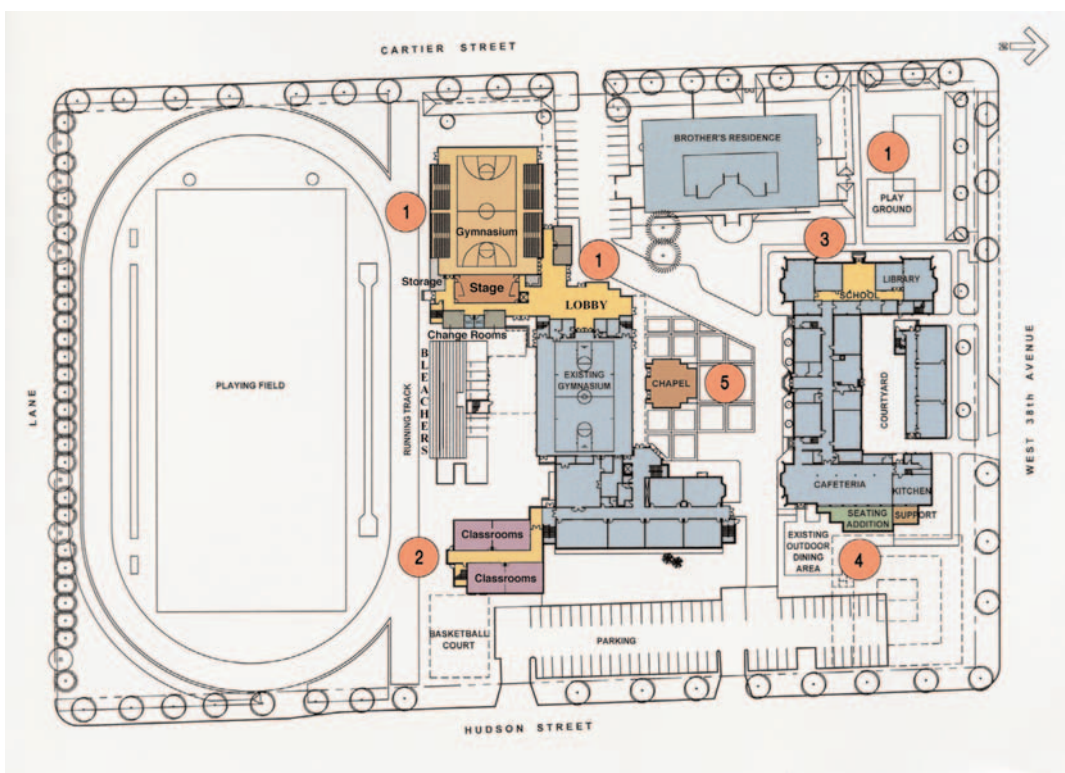 CARTIER STREET
BROTHER'S RESIDENCE
1
PLAY
GROUND
1
Gymnasium
1
3
Storage
Stage
LOBBY
SCHOOL
LIBRARY
Change Rooms
LANE
PLAYING FIELD
RUNNING TRACK
BLEACHERS
EXISTING
GYMNASIUM
CHAPEL
5
COURTYARD
WEST 38th AVENUE
CAFETERIA
KITCHEN
SEATING
ADDITION
SUPPORT
Classrooms
2
Classrooms
EXISTING
OUTDOOR
DINING
AREA
4
BASKETBALL
COURT
PARKING
HUDSON STREET